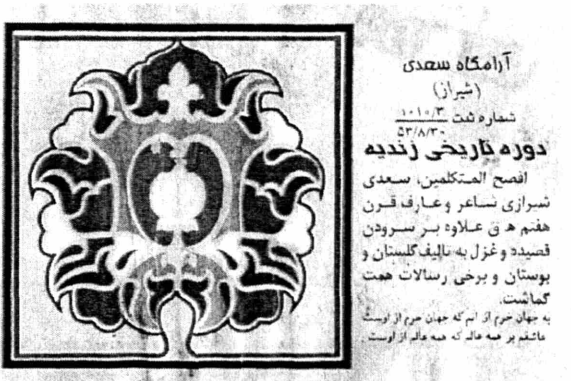 آرامگاه سعدی
(شیراز)
شماره ثبت ۱۰۱۰/۳
۵۳/۸/۳۰
دوره تاریخی زندیه
افصح المتکلمین، سعدی
شیرازی شاعر و عارف قرن
هفتم ه ق علاوه بر سرودن
قصیده و غزل به تالیف گلستان و
بوستان و برخی رسالات همت
گماشت.
به جهان خرم از انم که جهان خرم از اوست
عاشقم بر همه عالم که همه عالم از اوست.